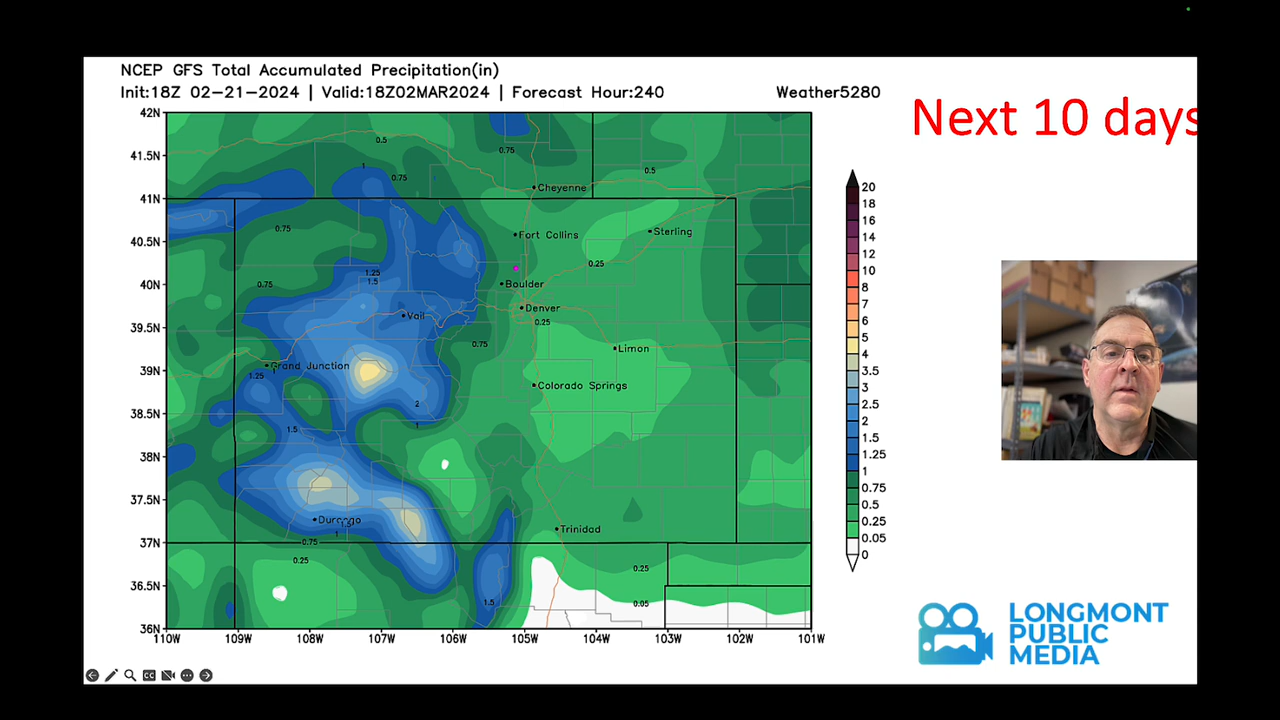 NCEP GFS Total Accumulated Precipitation(in)
Init:18Z 02-21-2024 | Valid:18Z02MAR2024 | Forecast Hour:240
Weather5280
Next 10 days
42N
41.5N
41N
40.5N
40N
39.5N
39N
38.5N
38N
37.5N
37N
36.5N
36N
110W 109W 108W 107W 106W 105W 104W 103W 102W 101W
0.5
0.75
1
0.75
0.5
Cheyenne
0.75
Fort Collins
Sterling
0.25
1.25
1.5
0.75
Boulder
Vail
Denver
0.25
0.75
Limon
Grand Junction
1.25
Colorado Springs
2
1
1.5
Durango
1.5
1
0.75
Trinidad
0.25
0.25
1.5
0.05
20
18
16
14
12
10
8
7
6
5
4
3.5
3
2.5
2
1.5
1.25
1
0.75
0.5
0.25
0.05
0
CC
LONGMONT
PUBLIC
MEDIA